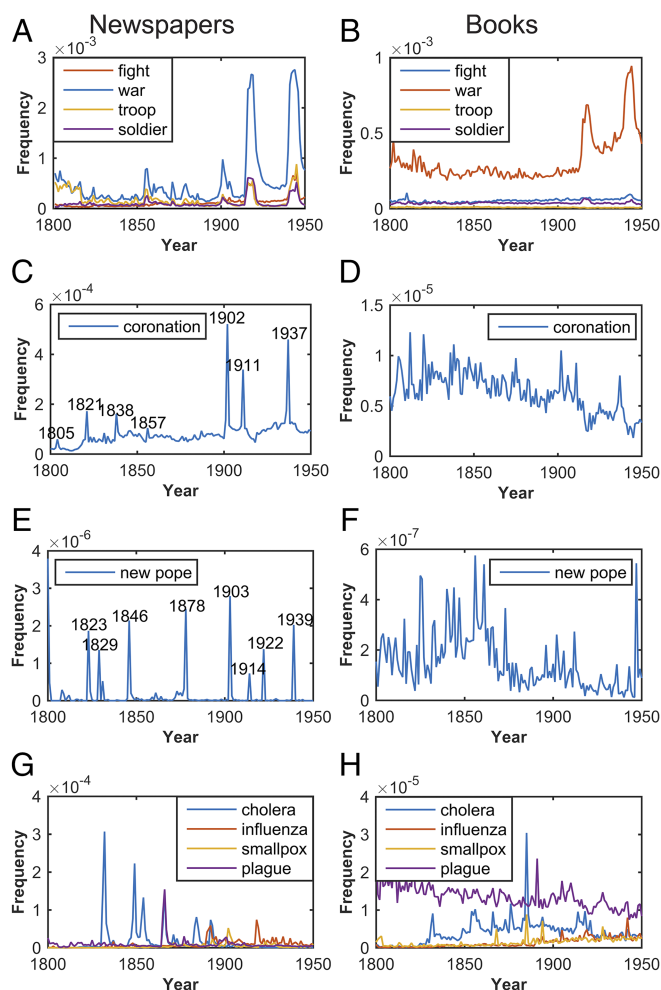 Newspapers
Books
A
×10⁻³
3
2
1
0
Frequency
fight
war
troop
soldier
1800
1850
1900
1950
Year
B
×10⁻³
1
0.5
0
Frequency
fight
war
troop
soldier
1800
1850
1900
1950
Year
C
×10⁻⁴
6
4
2
0
Frequency
coronation
1805
1821
1838
1857
1902
1911
1937
1800
1850
1900
1950
Year
D
×10⁻⁵
1.5
1
0.5
0
Frequency
coronation
1800
1850
1900
1950
Year
E
×10⁻⁶
4
3
2
1
0
Frequency
new pope
1823
1829
1846
1878
1903
1914
1922
1939
1800
1850
1900
1950
Year
F
×10⁻⁷
6
4
2
0
Frequency
new pope
1800
1850
1900
1950
Year
G
×10⁻⁴
4
3
2
1
0
Frequency
cholera
influenza
smallpox
plague
1800
1850
1900
1950
Year
H
×10⁻⁵
4
3
2
1
0
Frequency
cholera
influenza
smallpox
plague
1800
1850
1900
1950
Year